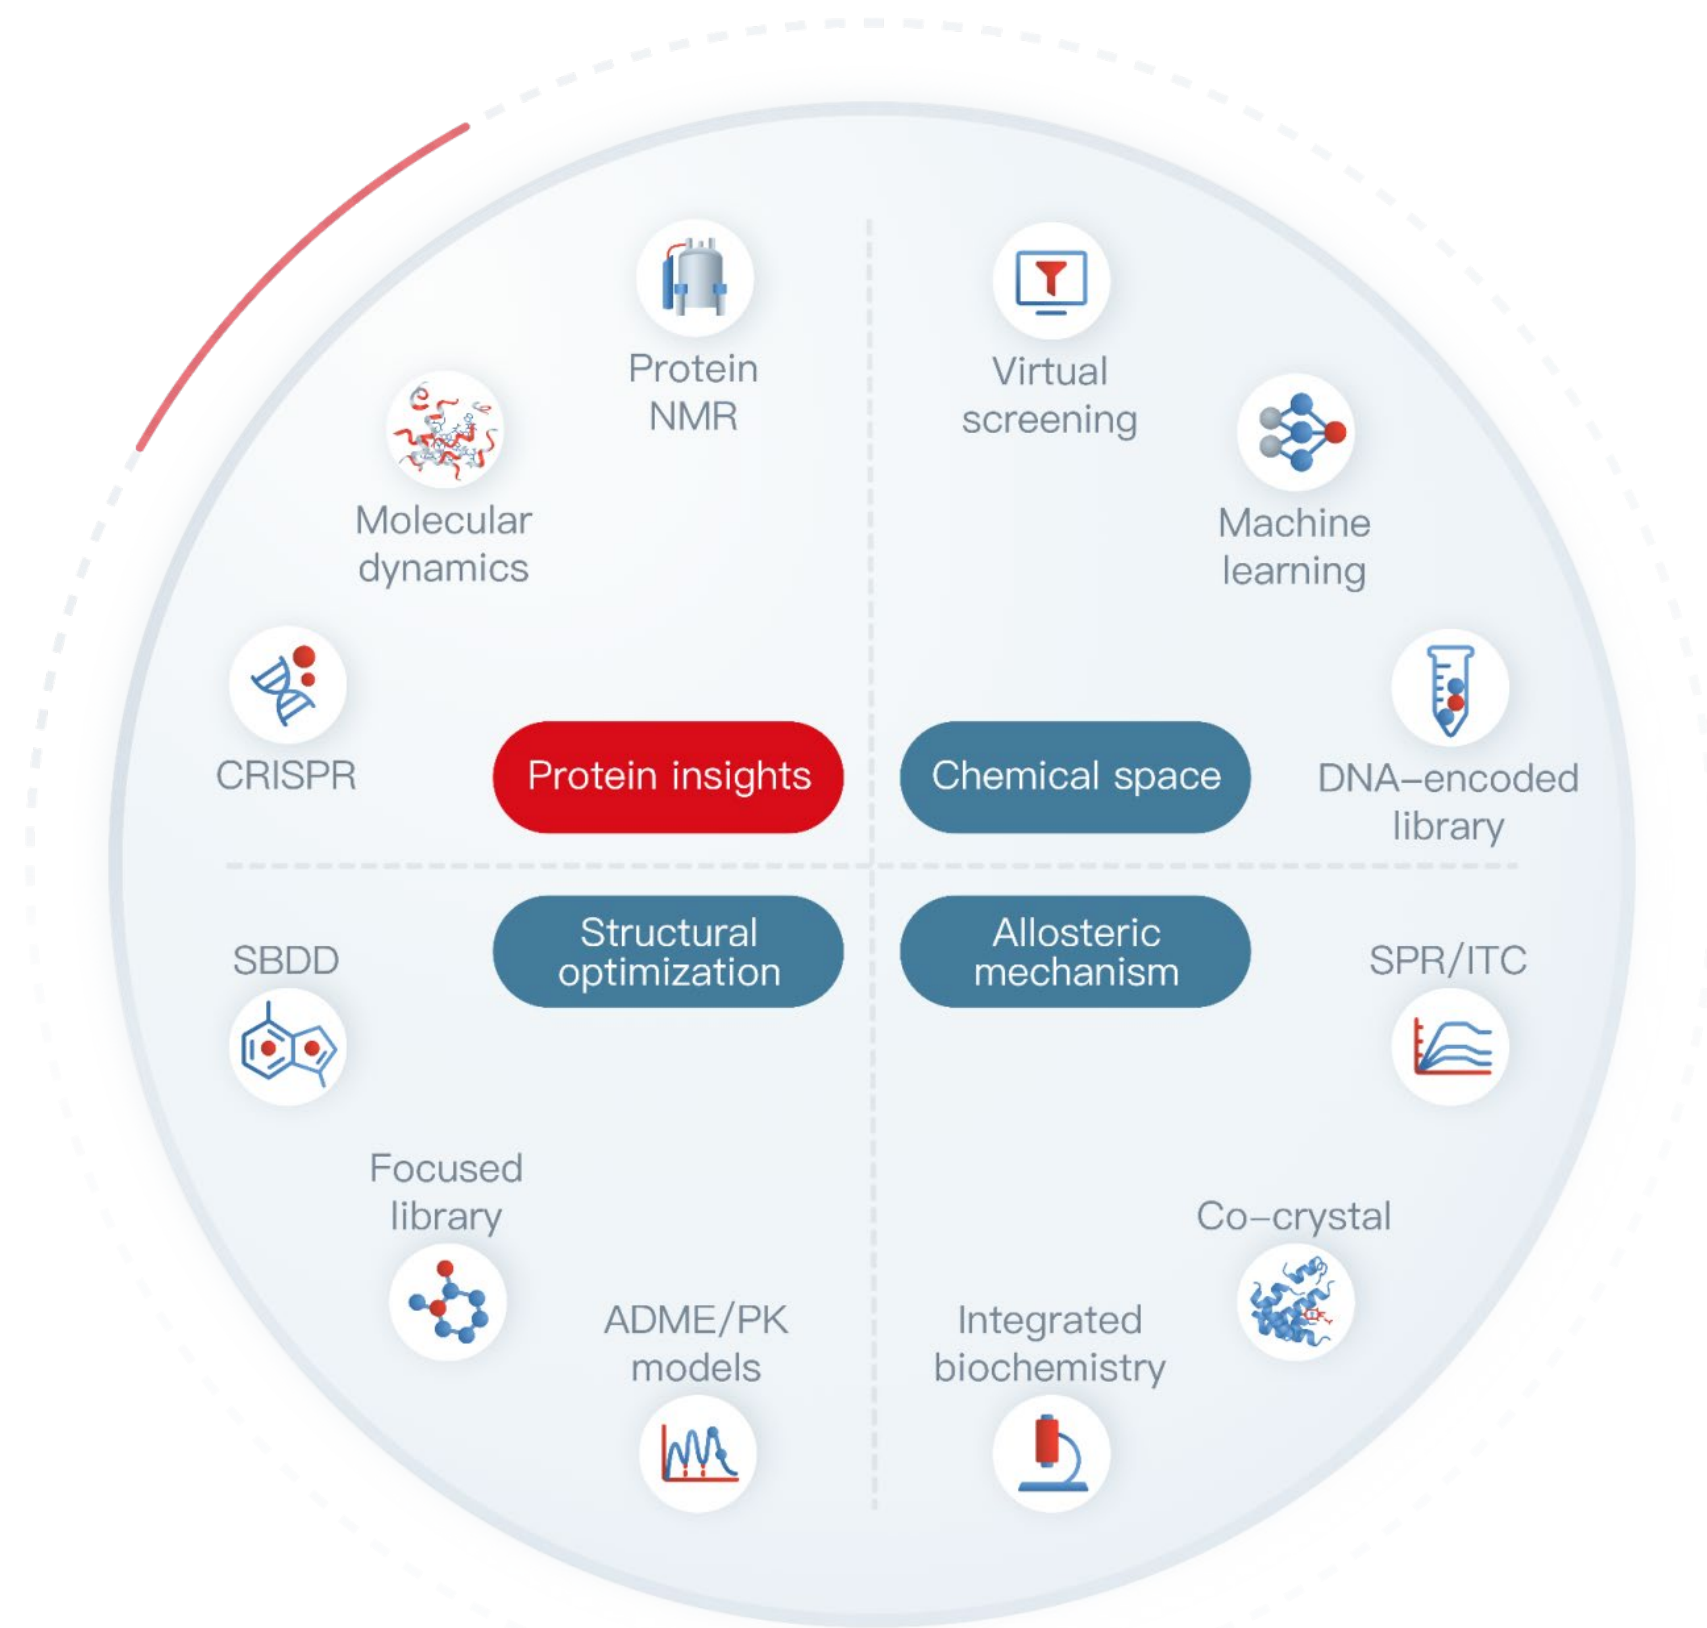 Protein
NMR
Molecular
dynamics
CRISPR
Protein insights
Virtual
screening
Machine
learning
DNA–encoded
library
Chemical space
Structural
optimization
SBDD
Focused
library
ADME/PK
models
Allosteric
mechanism
SPR/ITC
Co–crystal
Integrated
biochemistry